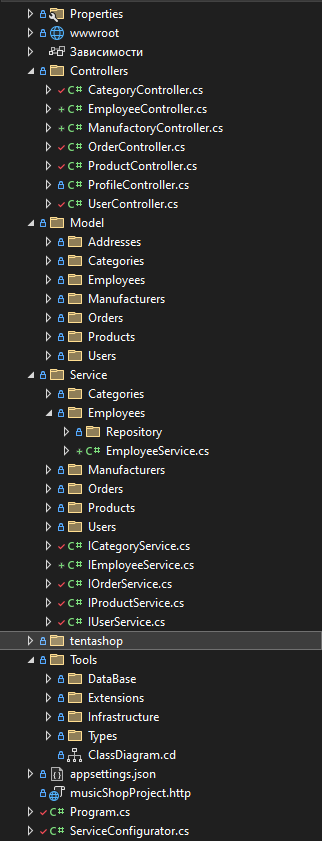 Properties
wwwroot
Зависимости
Controllers
C# CategoryController.cs
C# EmployeeController.cs
C# ManufactoryController.cs
C# OrderController.cs
C# ProductController.cs
C# ProfileController.cs
C# UserController.cs
Model
Addresses
Categories
Employees
Manufacturers
Orders
Products
Users
Service
Categories
Employees
Repository
C# EmployeeService.cs
Manufacturers
Orders
Products
Users
C# ICategoryService.cs
C# IEmployeeService.cs
C# IOrderService.cs
C# IProductService.cs
C# IUserService.cs
tentashop
Tools
DataBase
Extensions
Infrastructure
Types
ClassDiagram.cd
appsettings.json
musicShopProject.http
C# Program.cs
C# ServiceConfigurator.cs